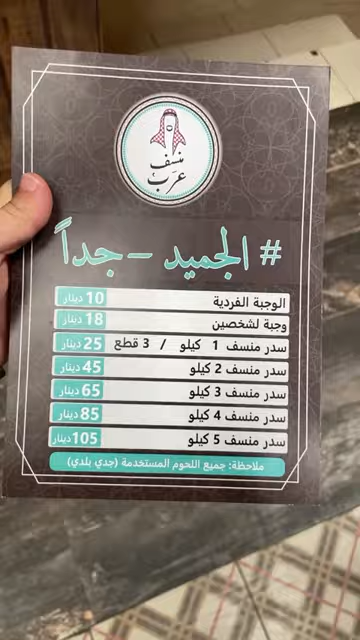 منسف
عرب
# الجميد - جداً
الوجبة الفردية 10 دينار
وجبة لشخصين 18 دينار
سدر منسف 1 كيلو / 3 قطع 25 دينار
سدر منسف 2 كيلو 45 دينار
سدر منسف 3 كيلو 65 دينار
سدر منسف 4 كيلو 85 دينار
سدر منسف 5 كيلو 105 دينار
ملاحظة: جميع اللحوم المستخدمة (جدي بلدي)